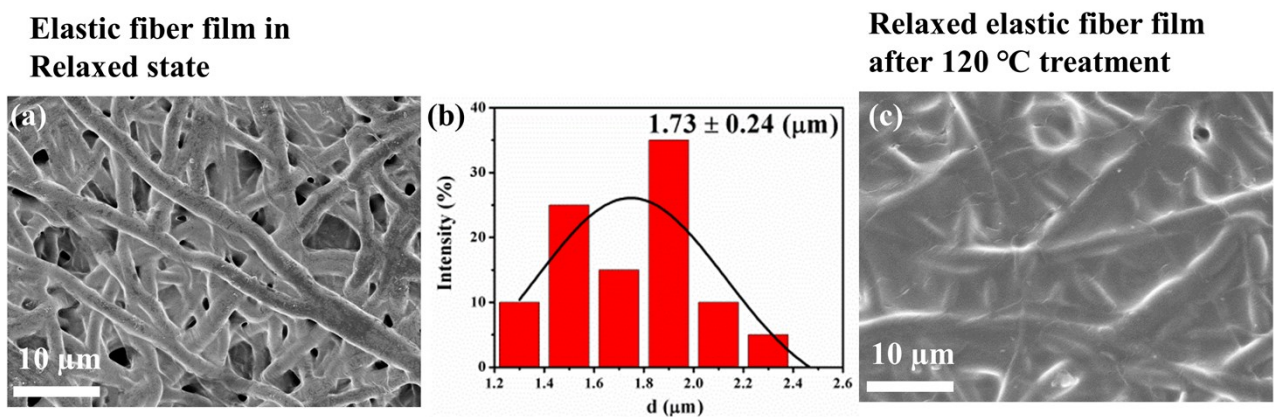 Elastic fiber film in
Relaxed state
Relaxed elastic fiber film
after 120 ℃ treatment
(a)
10 μm
(b)
40
30
20
10
0
Intensity (%)
1.73 ± 0.24 (μm)
1.2 1.4 1.6 1.8 2.0 2.2 2.4 2.6
d (μm)
(c)
10 μm